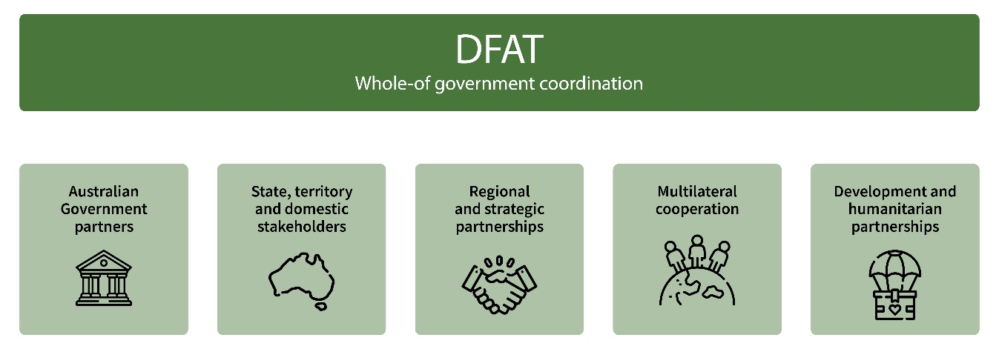 DFAT
Whole-of government coordination
Australian
Government
partners
State, territory
and domestic
stakeholders
Regional
and strategic
partnerships
Multilateral
cooperation
Development and
humanitarian
partnerships